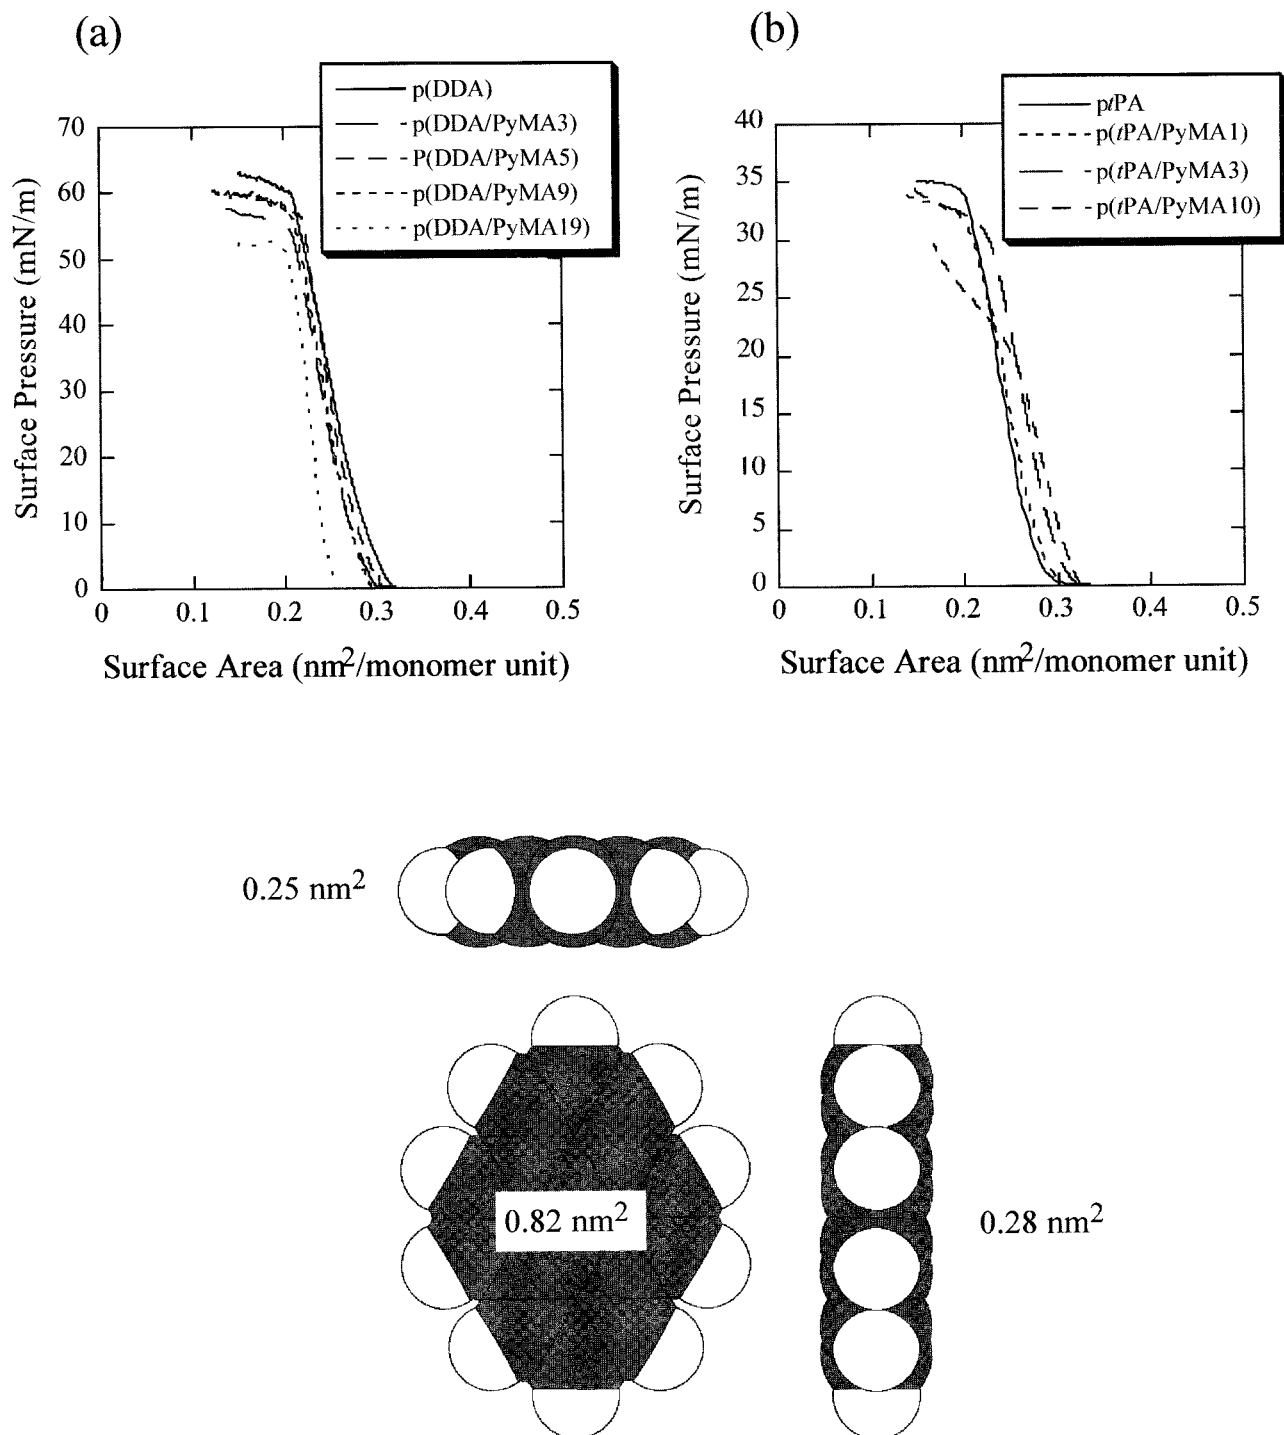 (a)
p(DDA)
p(DDA/PyMA3)
P(DDA/PyMA5)
p(DDA/PyMA9)
p(DDA/PyMA19)
70
60
50
40
30
20
10
0
Surface Pressure (mN/m)
0
0.1
0.2
0.3
0.4
0.5
Surface Area (nm²/monomer unit)
(b)
ptPA
p(tPA/PyMA1)
p(tPA/PyMA3)
p(tPA/PyMA10)
40
35
30
25
20
15
10
5
0
Surface Pressure (mN/m)
0
0.1
0.2
0.3
0.4
0.5
Surface Area (nm²/monomer unit)
0.25 nm²
0.82 nm²
0.28 nm²